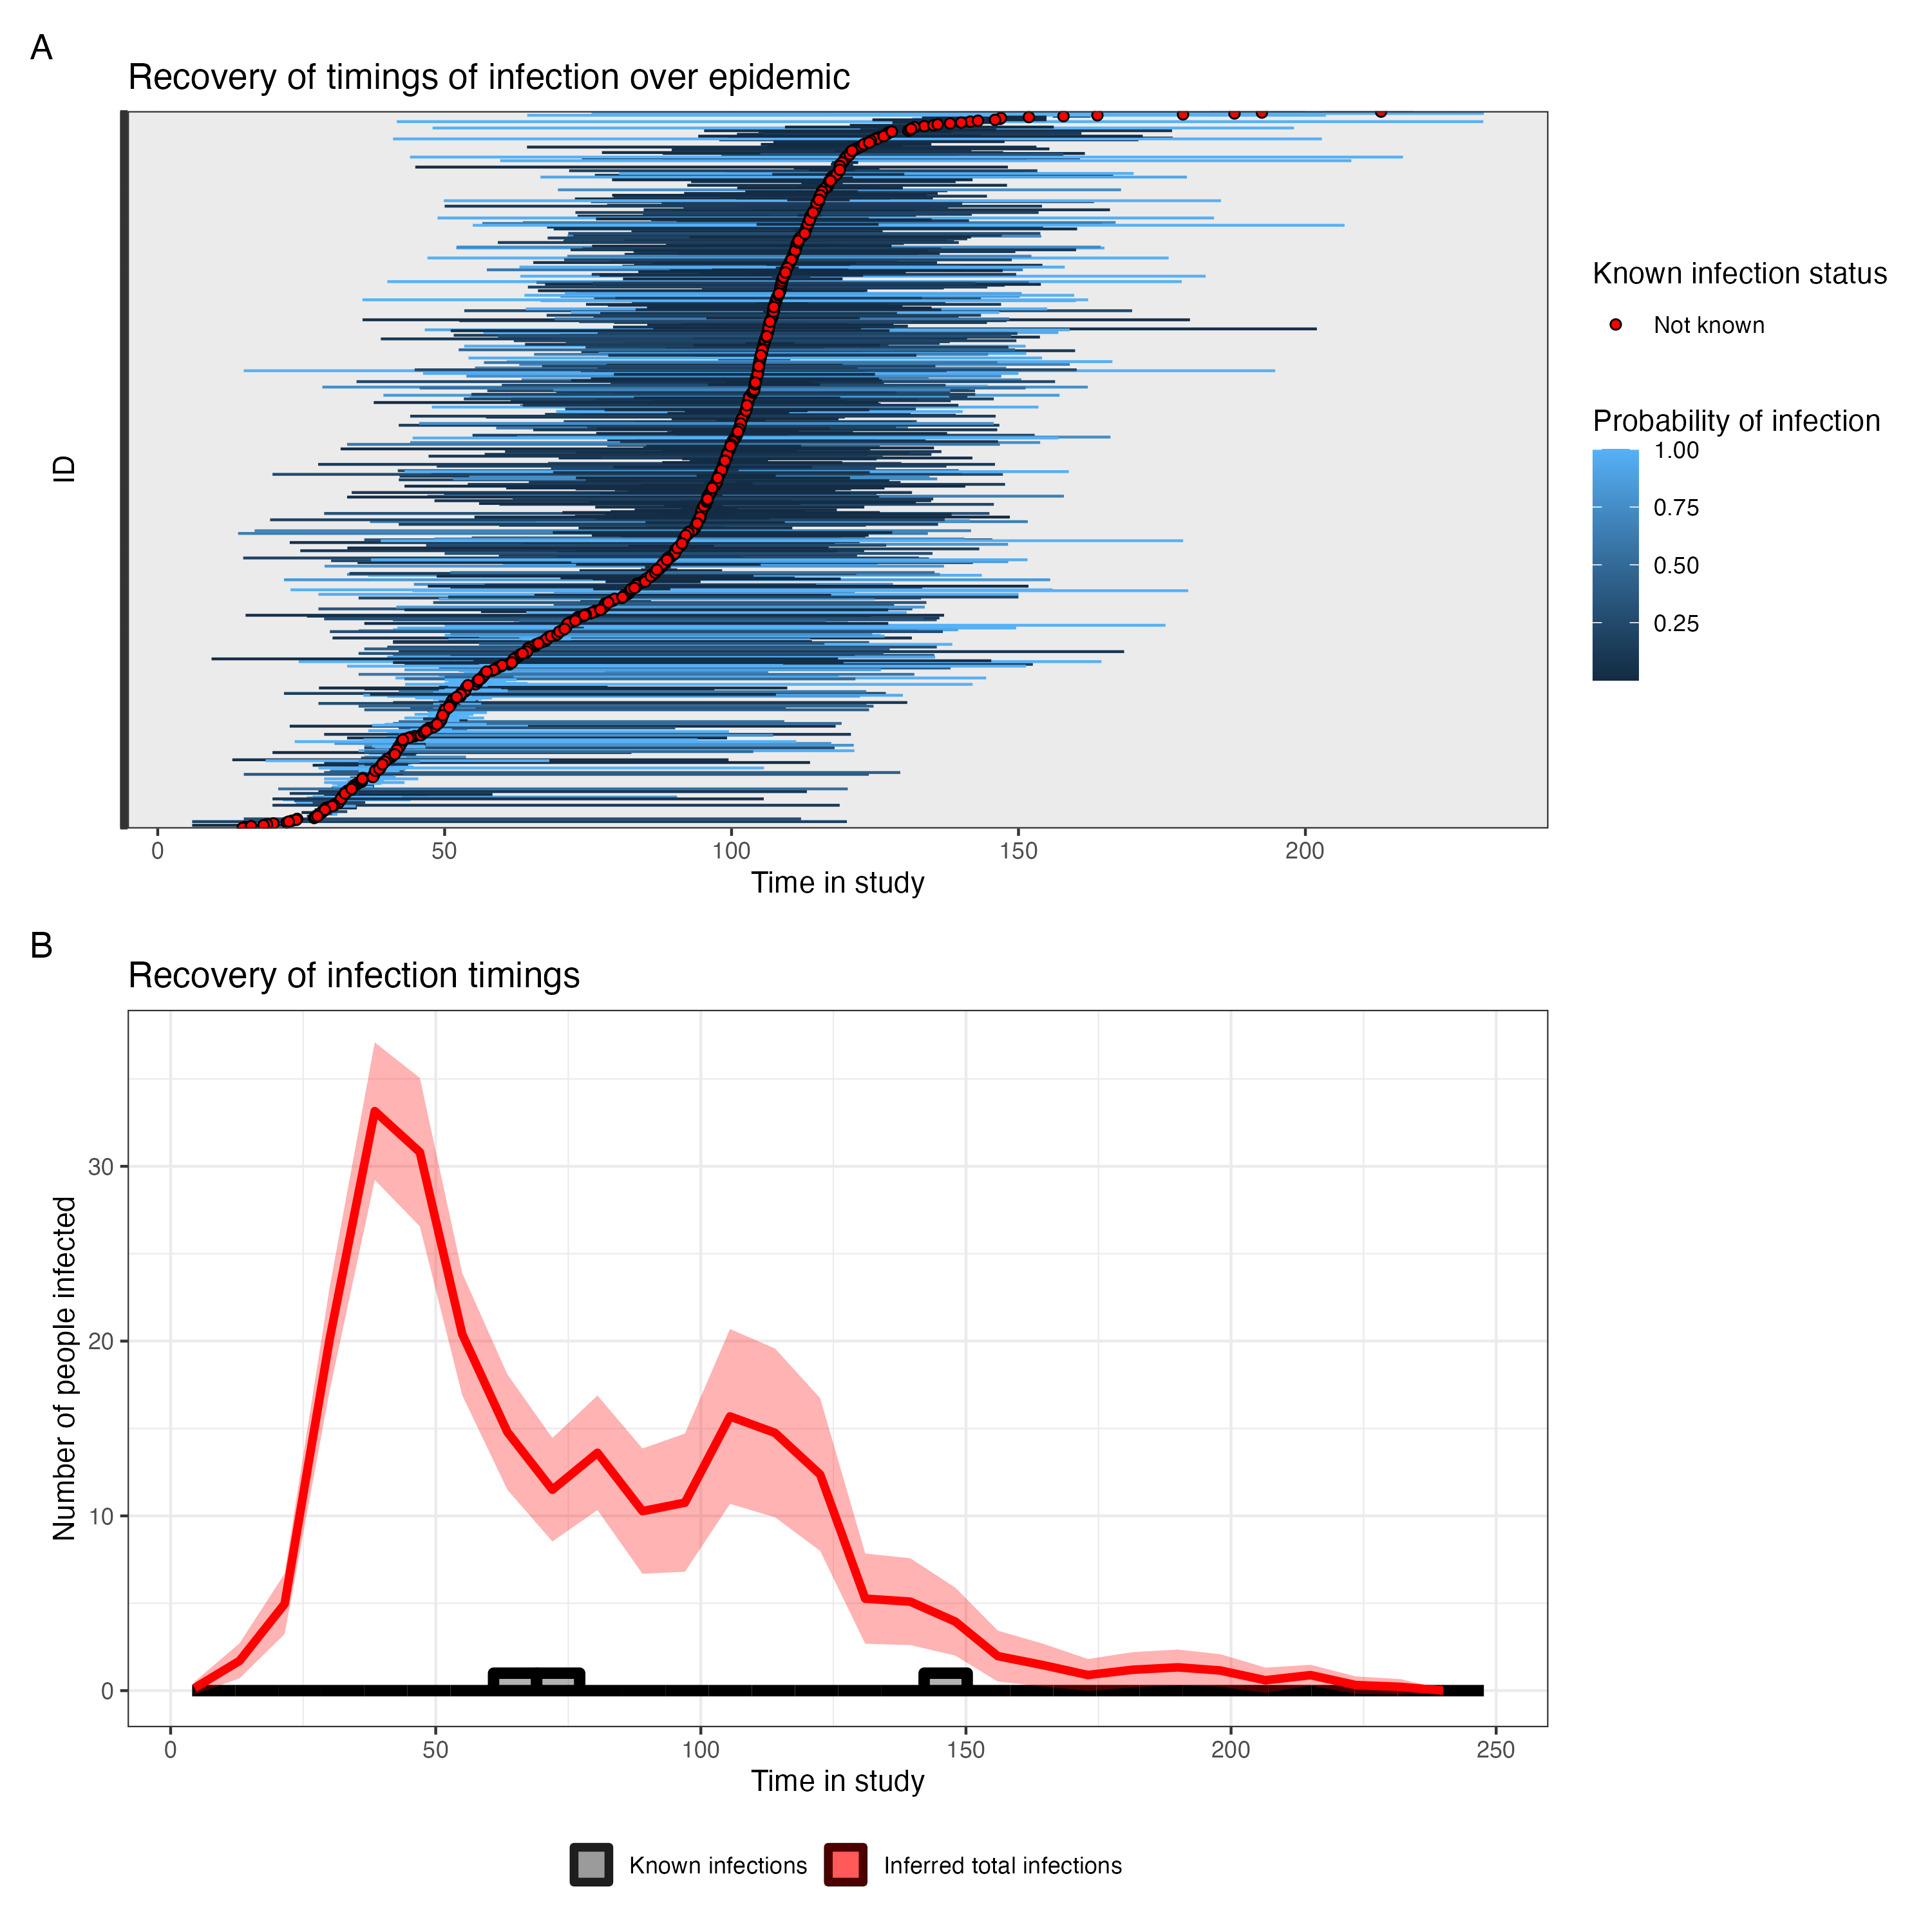 A
Recovery of timings of infection over epidemic
ID
0 50 100 150 200
Time in study
Known infection status
Not known
Probability of infection
1.00
0.75
0.50
0.25
B
Recovery of infection timings
Number of people infected
30
20
10
0
0 50 100 150 200 250
Time in study
Known infections Inferred total infections